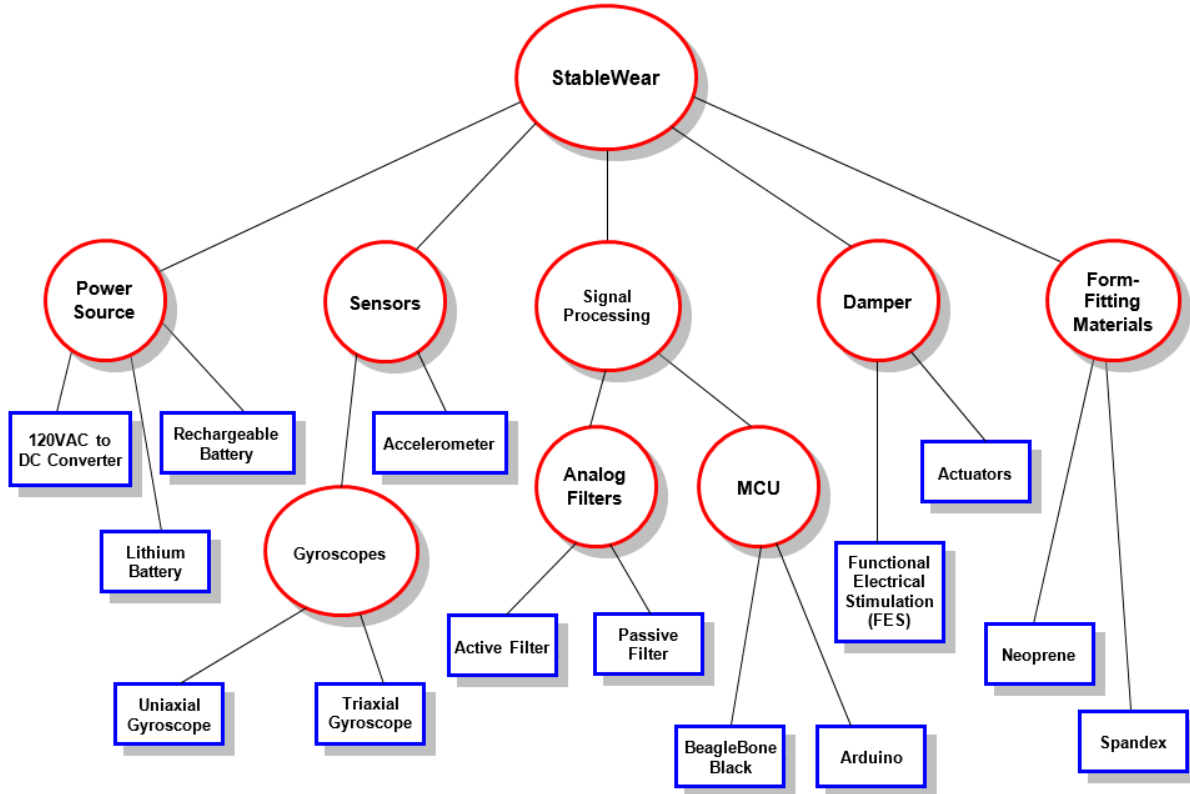 StableWear
Power
Source
Sensors
Signal
Processing
Damper
Form-
Fitting
Materials
120VAC to
DC Converter
Rechargeable
Battery
Accelerometer
Analog
Filters
MCU
Actuators
Lithium
Battery
Gyroscopes
Functional
Electrical
Stimulation
(FES)
Active Filter
Passive
Filter
Neoprene
Uniaxial
Gyroscope
Triaxial
Gyroscope
BeagleBone
Black
Arduino
Spandex